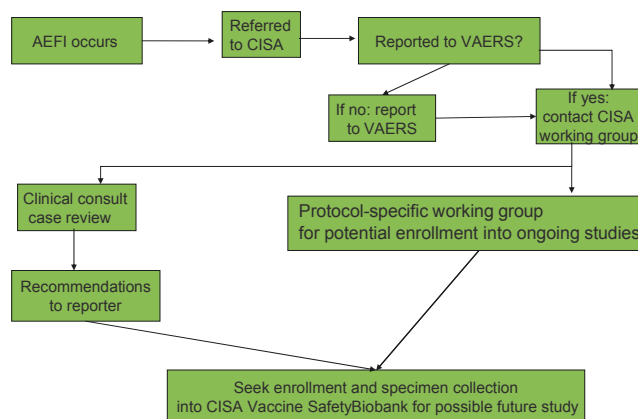 AEFI occurs
Referred
to CISA
Reported to VAERS?
If no: report
to VAERS
If yes:
contact CISA
working group
Clinical consult
case review
Protocol-specific working group
for potential enrollment into ongoing studies
Recommendations
to reporter
Seek enrollment and specimen collection
into CISA Vaccine SafetyBiobank for possible future study